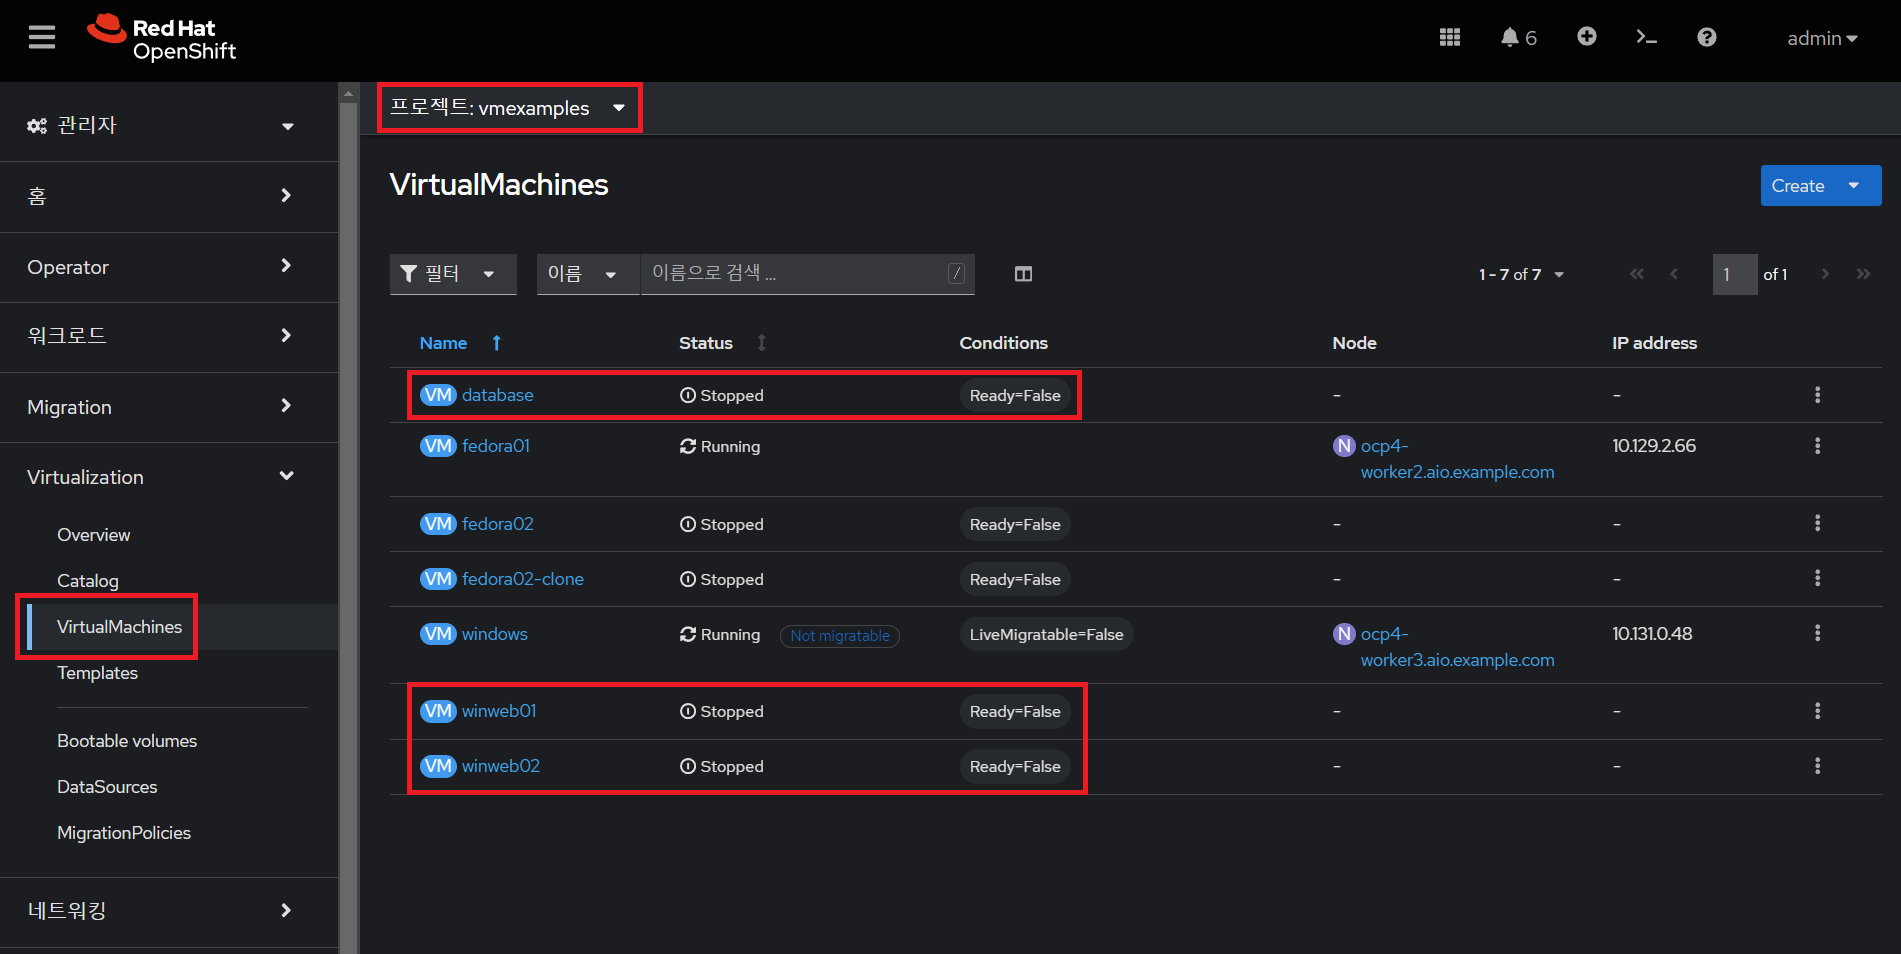 Red Hat
OpenShift
6
admin
관리자
홈
Operator
워크로드
Migration
Virtualization
Overview
Catalog
VirtualMachines
Templates
Bootable volumes
DataSources
MigrationPolicies
네트워킹
프로젝트: vmexamples
VirtualMachines
Create
필터 이름 이름으로 검색 ... / 1 - 7 of 7 1 of 1
Name Status Conditions Node IP address
VM database Stopped Ready=False - -
VM fedora01 Running N ocp4- 10.129.2.66
worker2.aio.example.com
VM fedora02 Stopped Ready=False - -
VM fedora02-clone Stopped Ready=False - -
VM windows Running Not migratable LiveMigratable=False N ocp4- 10.131.0.48
worker3.aio.example.com
VM winweb01 Stopped Ready=False - -
VM winweb02 Stopped Ready=False - -